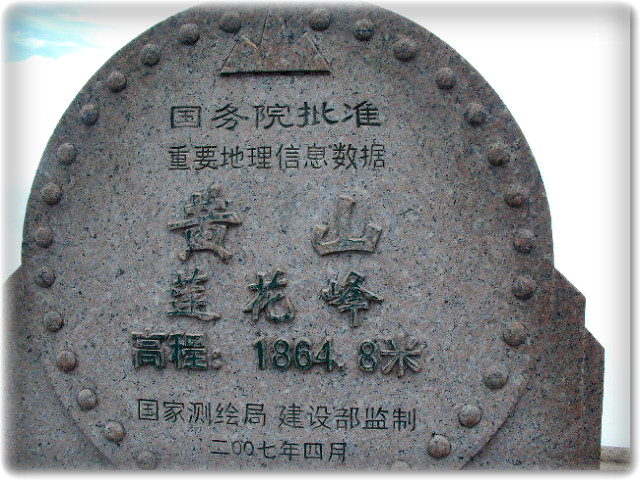 国务院批准
重要地理信息数据
黄山
莲花峰
高程：1864.8米
国家测绘局 建设部监制
二00七年四月